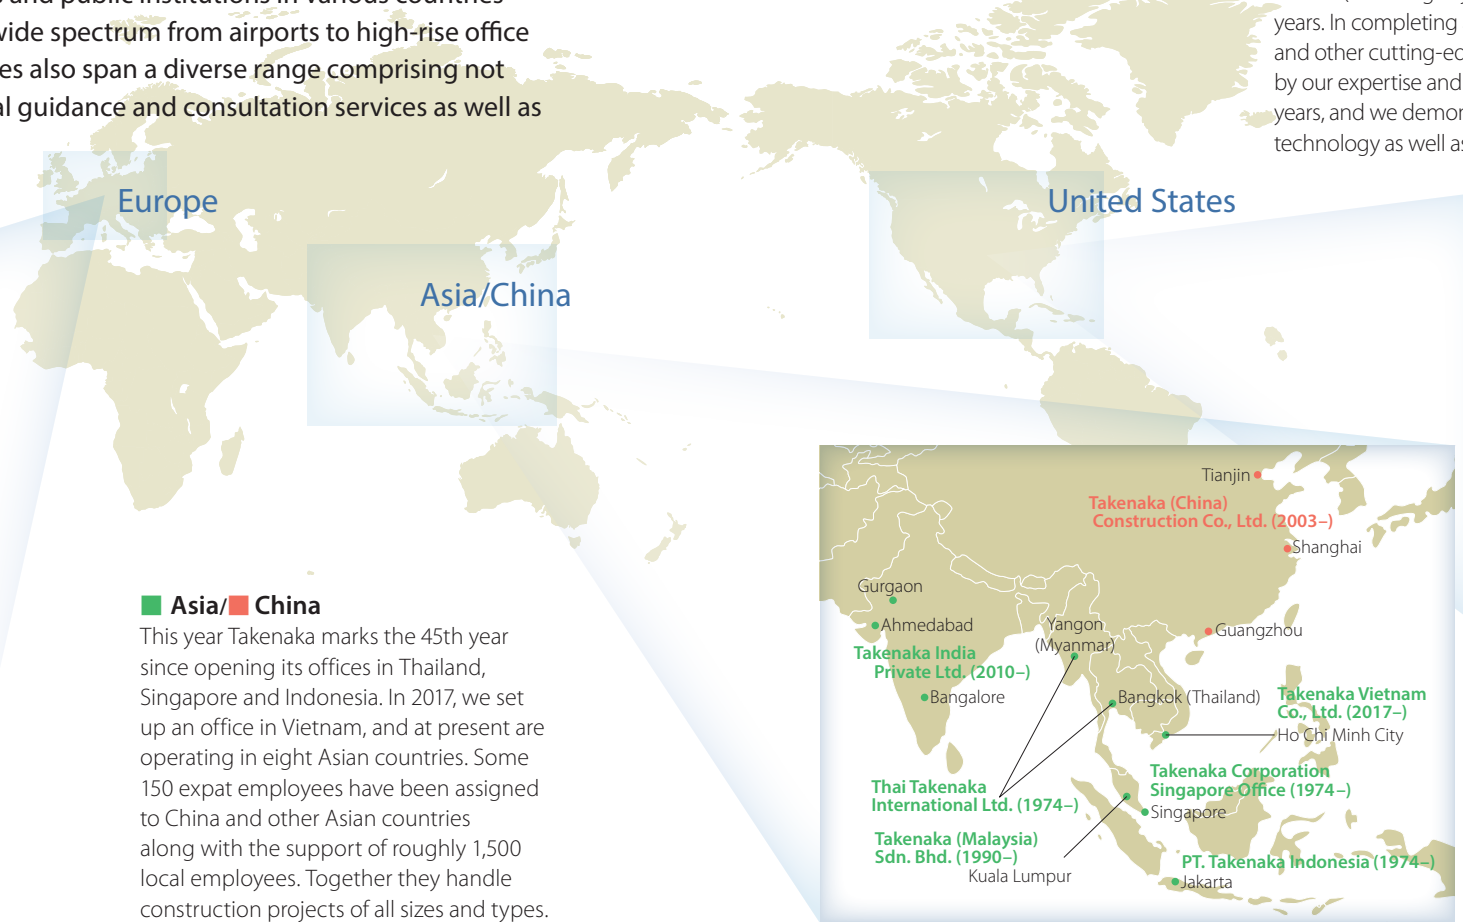 and public institutions in various countries
wide spectrum from airports to high-rise office
es also span a diverse range comprising not
al guidance and consultation services as well as
years. In completing
and other cutting-ed
by our expertise and
years, and we demon
technology as well as
Europe
United States
Asia/China
Asia/ China
This year Takenaka marks the 45th year
since opening its offices in Thailand,
Singapore and Indonesia. In 2017, we set
up an office in Vietnam, and at present are
operating in eight Asian countries. Some
150 expat employees have been assigned
to China and other Asian countries
along with the support of roughly 1,500
local employees. Together they handle
construction projects of all sizes and types.
Tianjin
Takenaka (China)
Construction Co., Ltd. (2003–)
Shanghai
Gurgaon
Ahmedabad
Yangon
(Myanmar)
Guangzhou
Takenaka India
Private Ltd. (2010–)
Bangalore
Bangkok (Thailand)
Takenaka Vietnam
Co., Ltd. (2017–)
Ho Chi Minh City
Thai Takenaka
International Ltd. (1974–)
Takenaka Corporation
Singapore Office (1974–)
Singapore
Takenaka (Malaysia)
Sdn. Bhd. (1990–)
Kuala Lumpur
PT. Takenaka Indonesia (1974–)
Jakarta